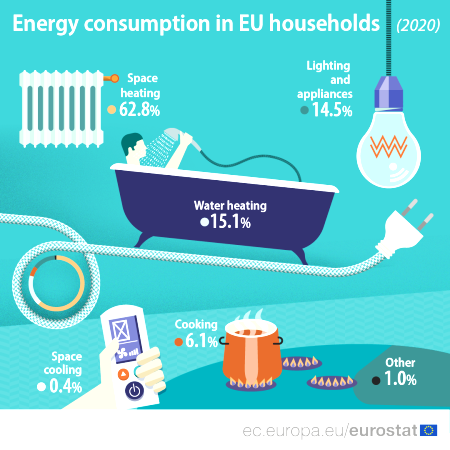 Energy consumption in EU households (2020)
Space
heating
62.8%
Lighting
and
appliances
14.5%
Water heating
15.1%
Cooking
6.1%
Space
cooling
0.4%
Other
1.0%
ec.europa.eu/eurostat